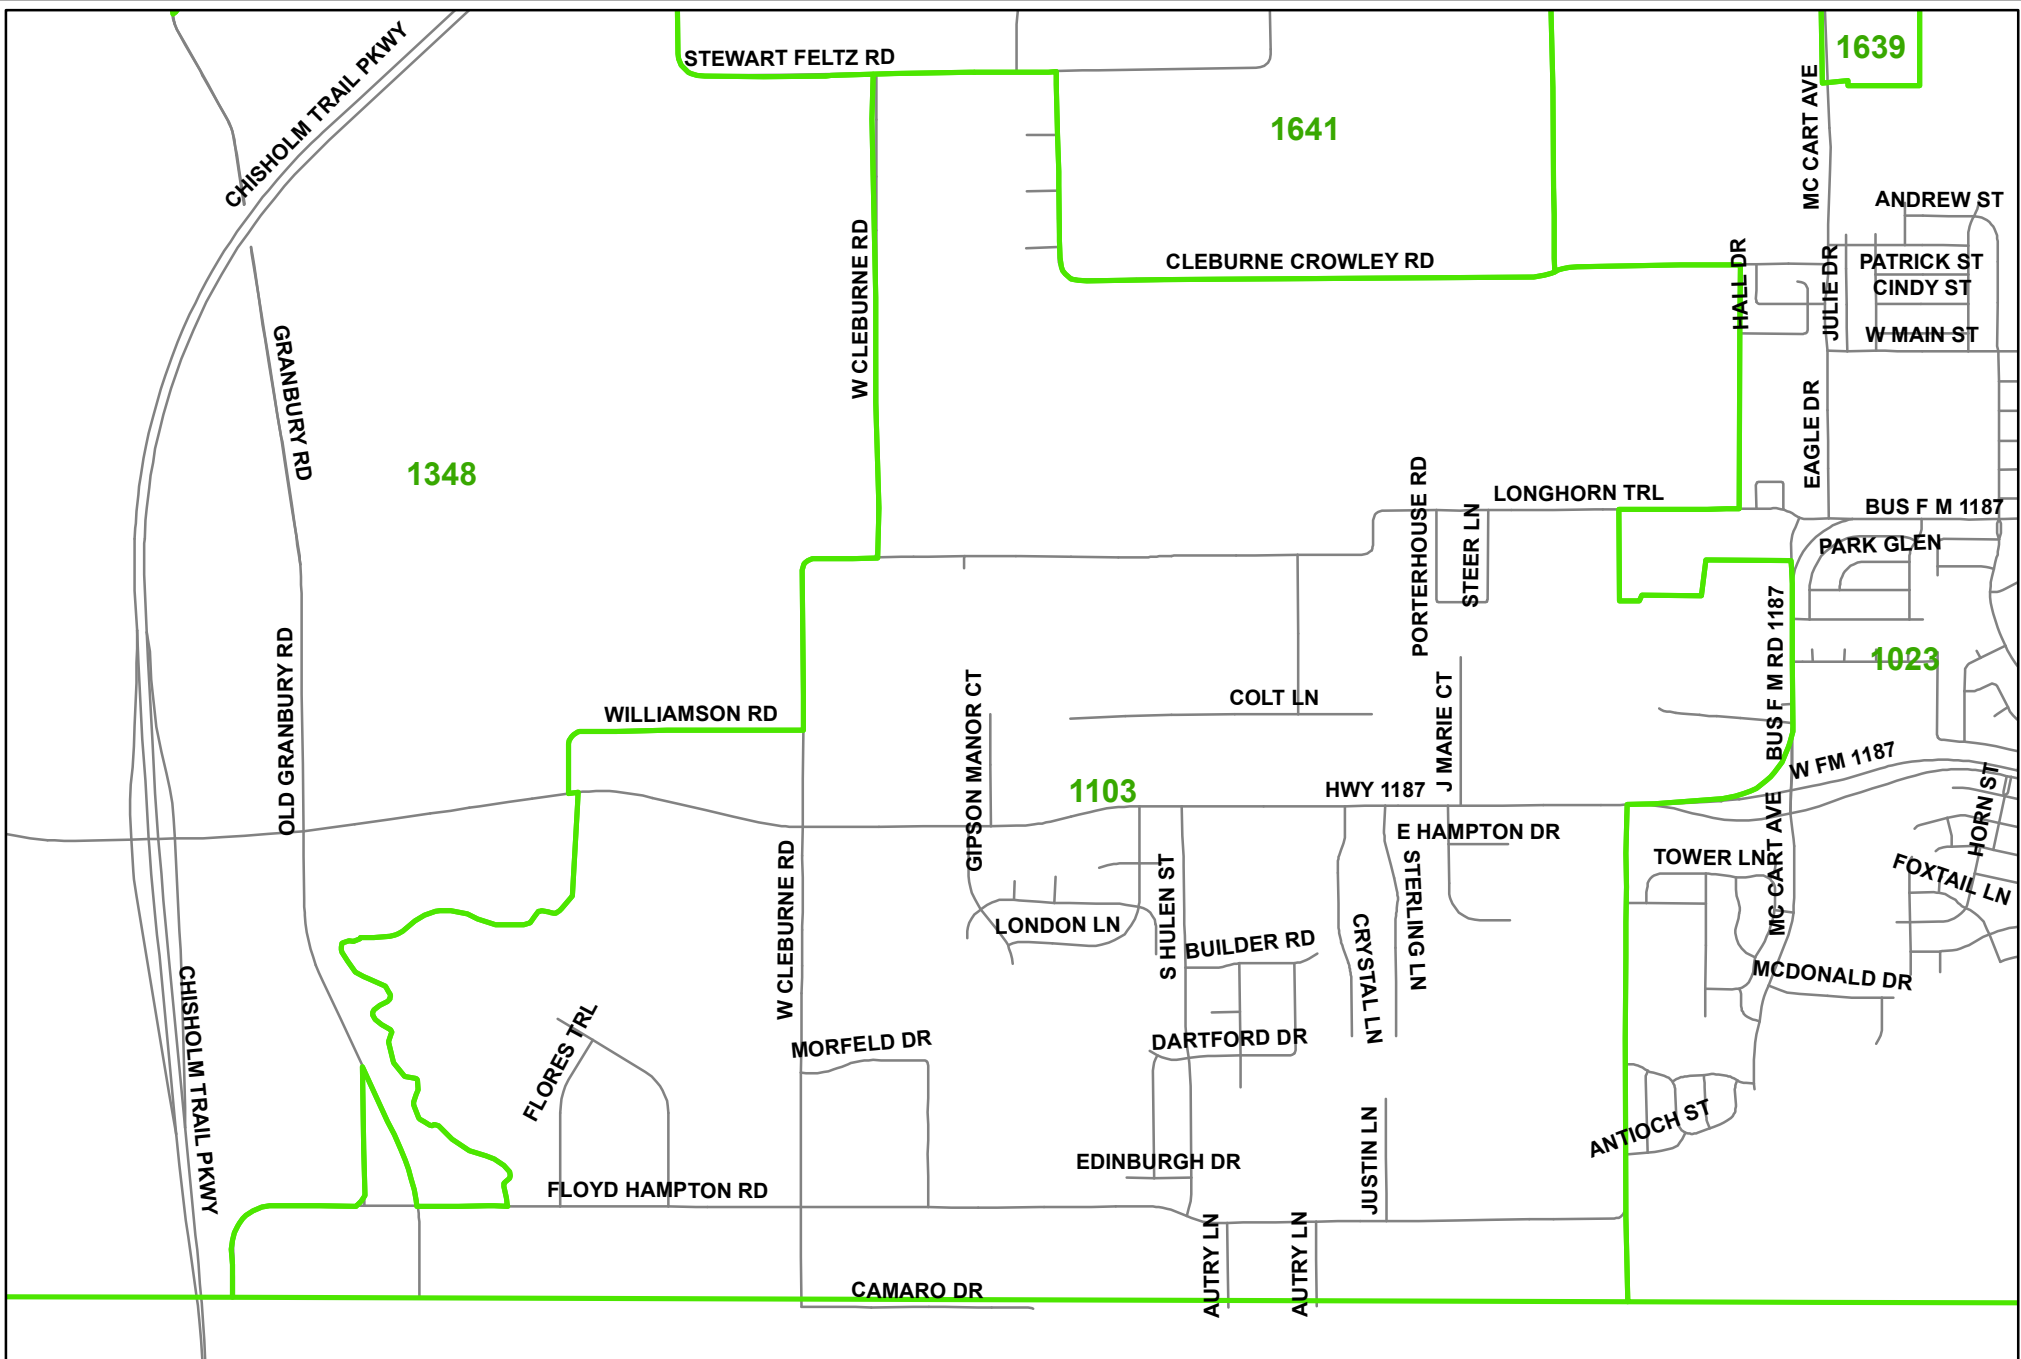 1639
STEWART FELTZ RD
CHISHOLM TRAIL PKWY
MC CART AVE
1641
ANDREW ST
CLEBURNE CROWLEY RD
HALL DR
JULIE DR
PATRICK ST
CINDY ST
W CLEBURNE RD
W MAIN ST
GRANBURY RD
EAGLE DR
1348
PORTERHOUSE RD
LONGHORN TRL
BUS F M 1187
STEER LN
PARK GLEN
BUS F M RD 1187
1023
OLD GRANBURY RD
GIPSON MANOR CT
COLT LN
J MARIE CT
WILLIAMSON RD
W FM 1187
1103
HWY 1187
HORN ST
E HAMPTON DR
MC CART AVE
TOWER LN
FOXTAIL LN
W CLEBURNE RD
S HULEN ST
STERLING LN
LONDON LN
BUILDER RD
CRYSTAL LN
MCDONALD DR
CHISHOLM TRAIL PKWY
FLORES TRL
MORFELD DR
DARTFORD DR
ANTIOCH ST
JUSTIN LN
EDINBURGH DR
FLOYD HAMPTON RD
AUTRY LN
AUTRY LN
CAMARO DR